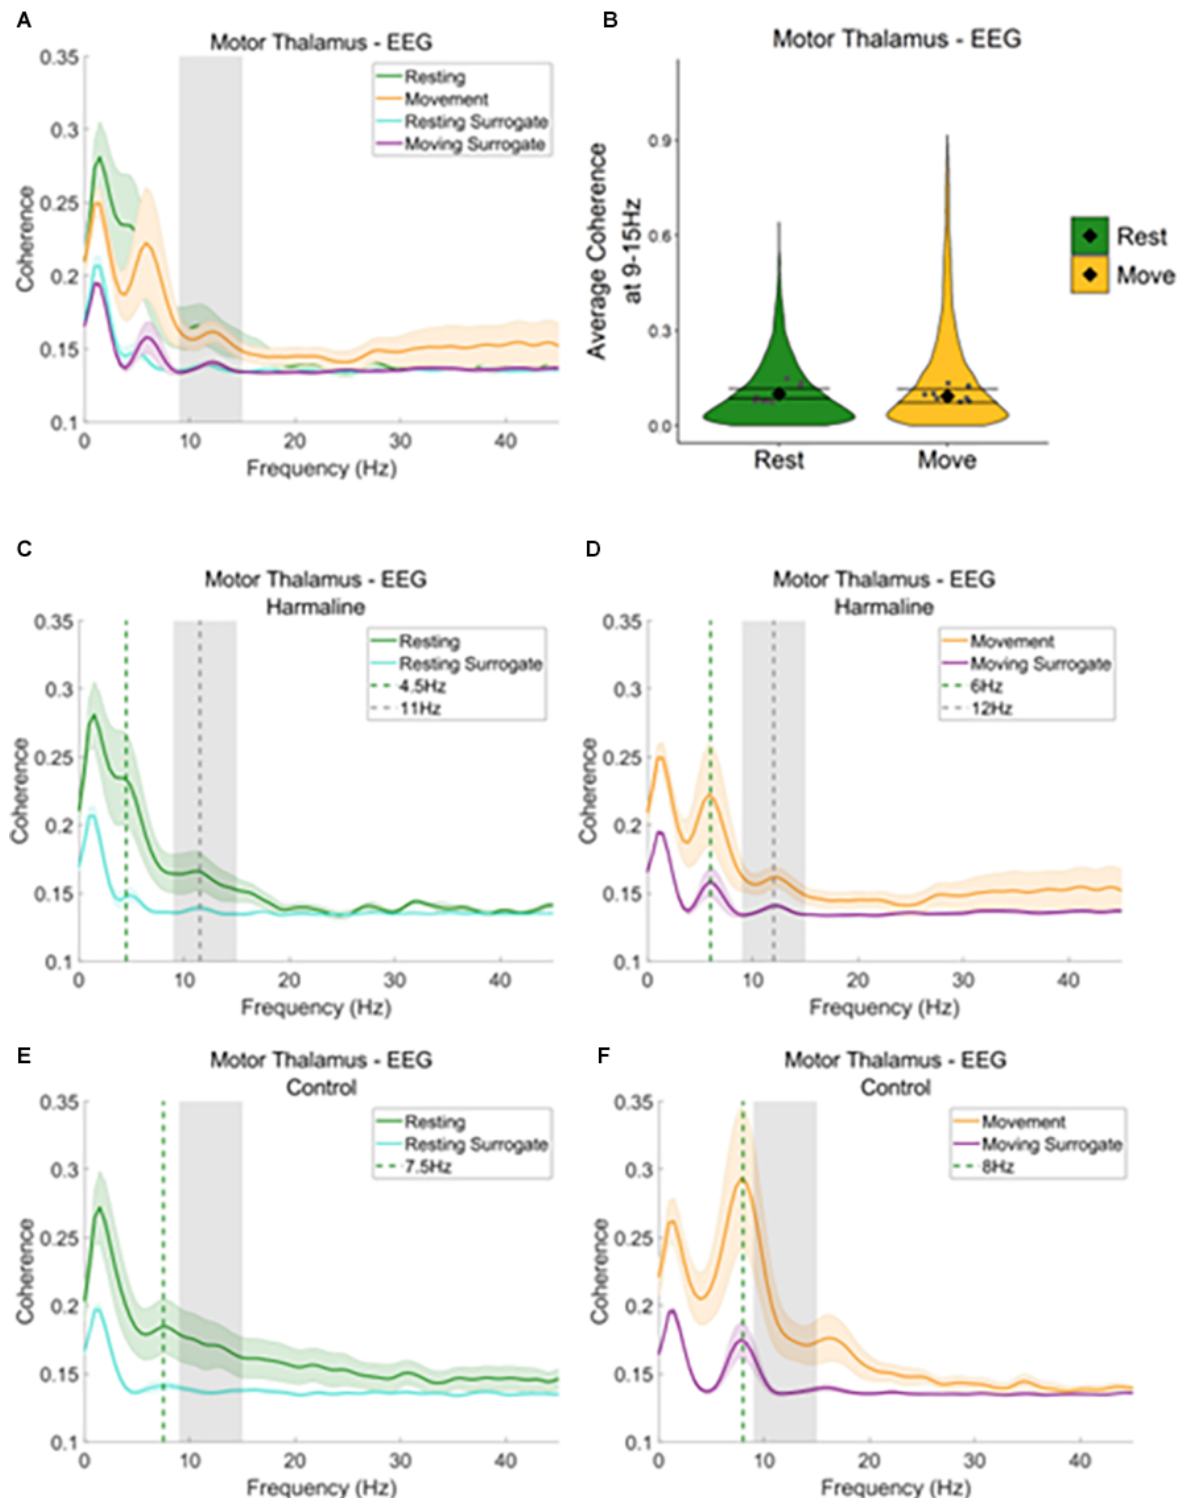 A
Motor Thalamus - EEG
0.35
0.3
0.25
0.2
0.15
0.1
Coherence
0
10
20
30
40
Frequency (Hz)
Resting
Movement
Resting Surrogate
Moving Surrogate
B
Motor Thalamus - EEG
Average Coherence
at 9-15Hz
0.9
0.6
0.3
0.0
Rest
Move
Rest
Move
C
Motor Thalamus - EEG
Harmaline
0.35
0.3
0.25
0.2
0.15
0.1
Coherence
0
10
20
30
40
Frequency (Hz)
Resting
Resting Surrogate
4.5Hz
11Hz
D
Motor Thalamus - EEG
Harmaline
0.35
0.3
0.25
0.2
0.15
0.1
Coherence
0
10
20
30
40
Frequency (Hz)
Movement
Moving Surrogate
6Hz
12Hz
E
Motor Thalamus - EEG
Control
0.35
0.3
0.25
0.2
0.15
0.1
Coherence
0
10
20
30
40
Frequency (Hz)
Resting
Resting Surrogate
7.5Hz
F
Motor Thalamus - EEG
Control
0.35
0.3
0.25
0.2
0.15
0.1
Coherence
0
10
20
30
40
Frequency (Hz)
Movement
Moving Surrogate
8Hz